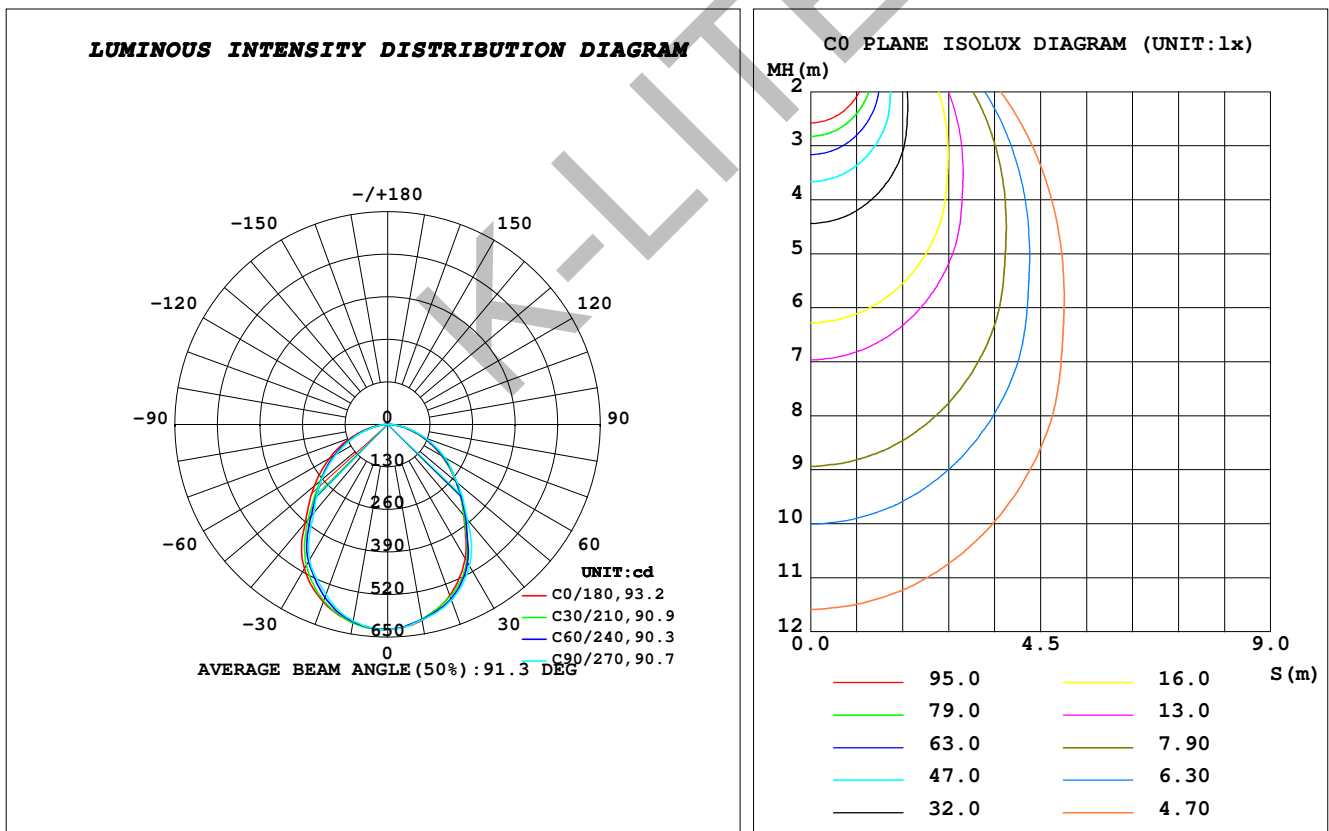 LUMINOUS INTENSITY DISTRIBUTION DIAGRAM
-/+180
-150
150
-120
120
-90
0
90
130
260
-60
60
390
UNIT:cd
520
C0/180,93.2
C30/210,90.9
-30
30
650
C60/240,90.3
0
C90/270,90.7
AVERAGE BEAM ANGLE(50%):91.3 DEG
K-LITE
C0 PLANE ISOLUX DIAGRAM (UNIT:lx)
MH(m)
2
3
4
5
6
7
8
9
10
11
12
0.0 4.5 9.0
S(m)
95.0 16.0
79.0 13.0
63.0 7.90
47.0 6.30
32.0 4.70